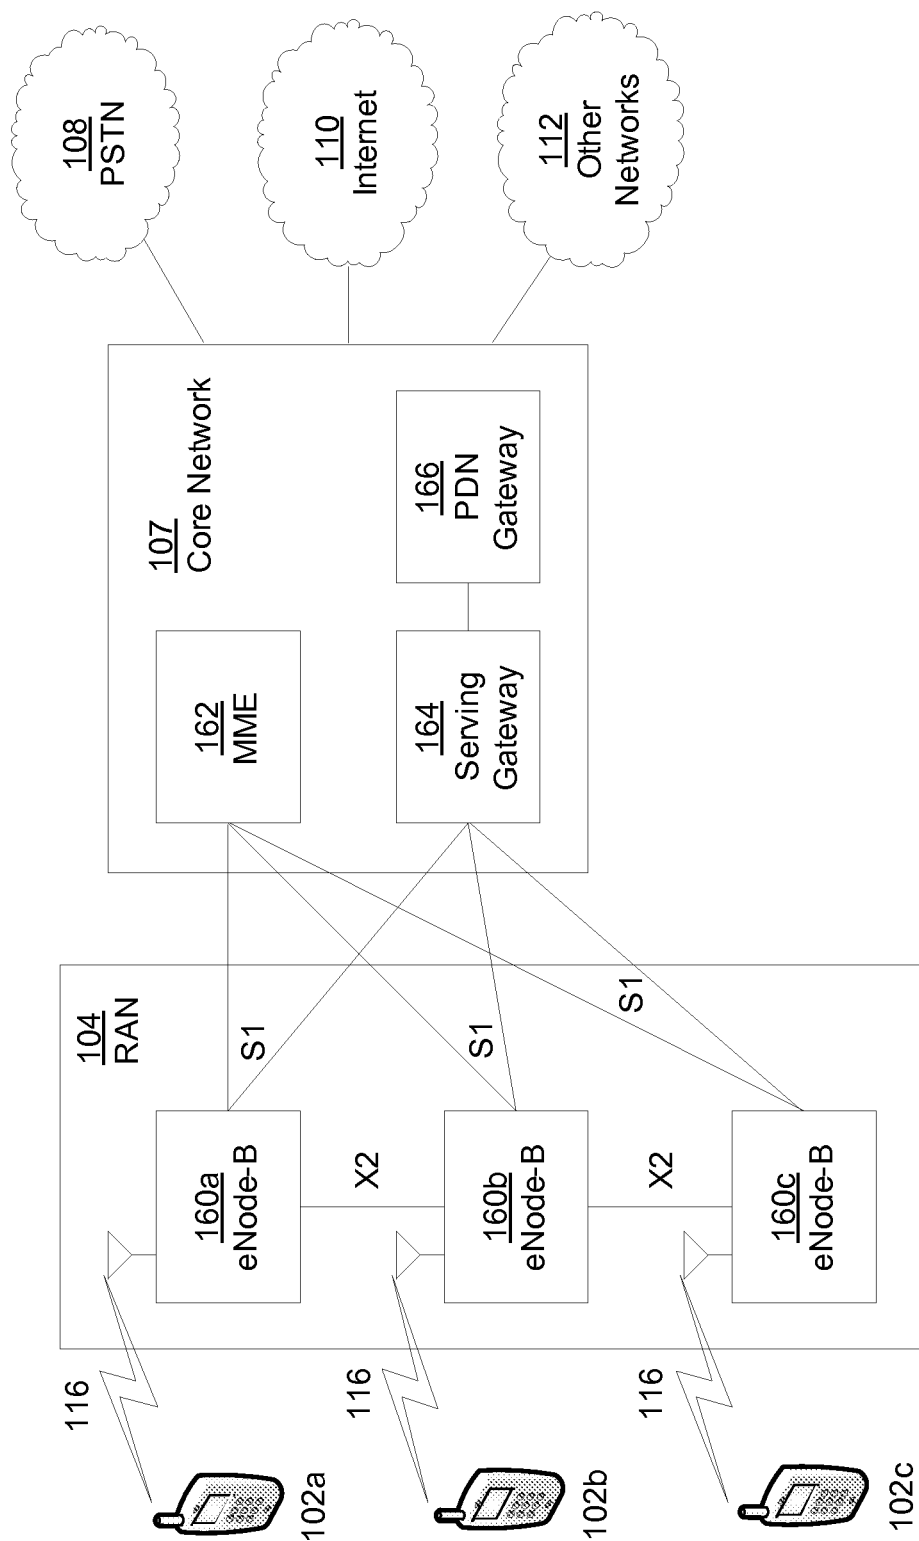 102a
116
104
RAN
160a
eNode-B
S1
X2
102b
116
160b
eNode-B
S1
X2
102c
116
160c
eNode-B
S1
107
Core Network
162
MME
164
Serving
Gateway
166
PDN
Gateway
108
PSTN
110
Internet
112
Other
Networks